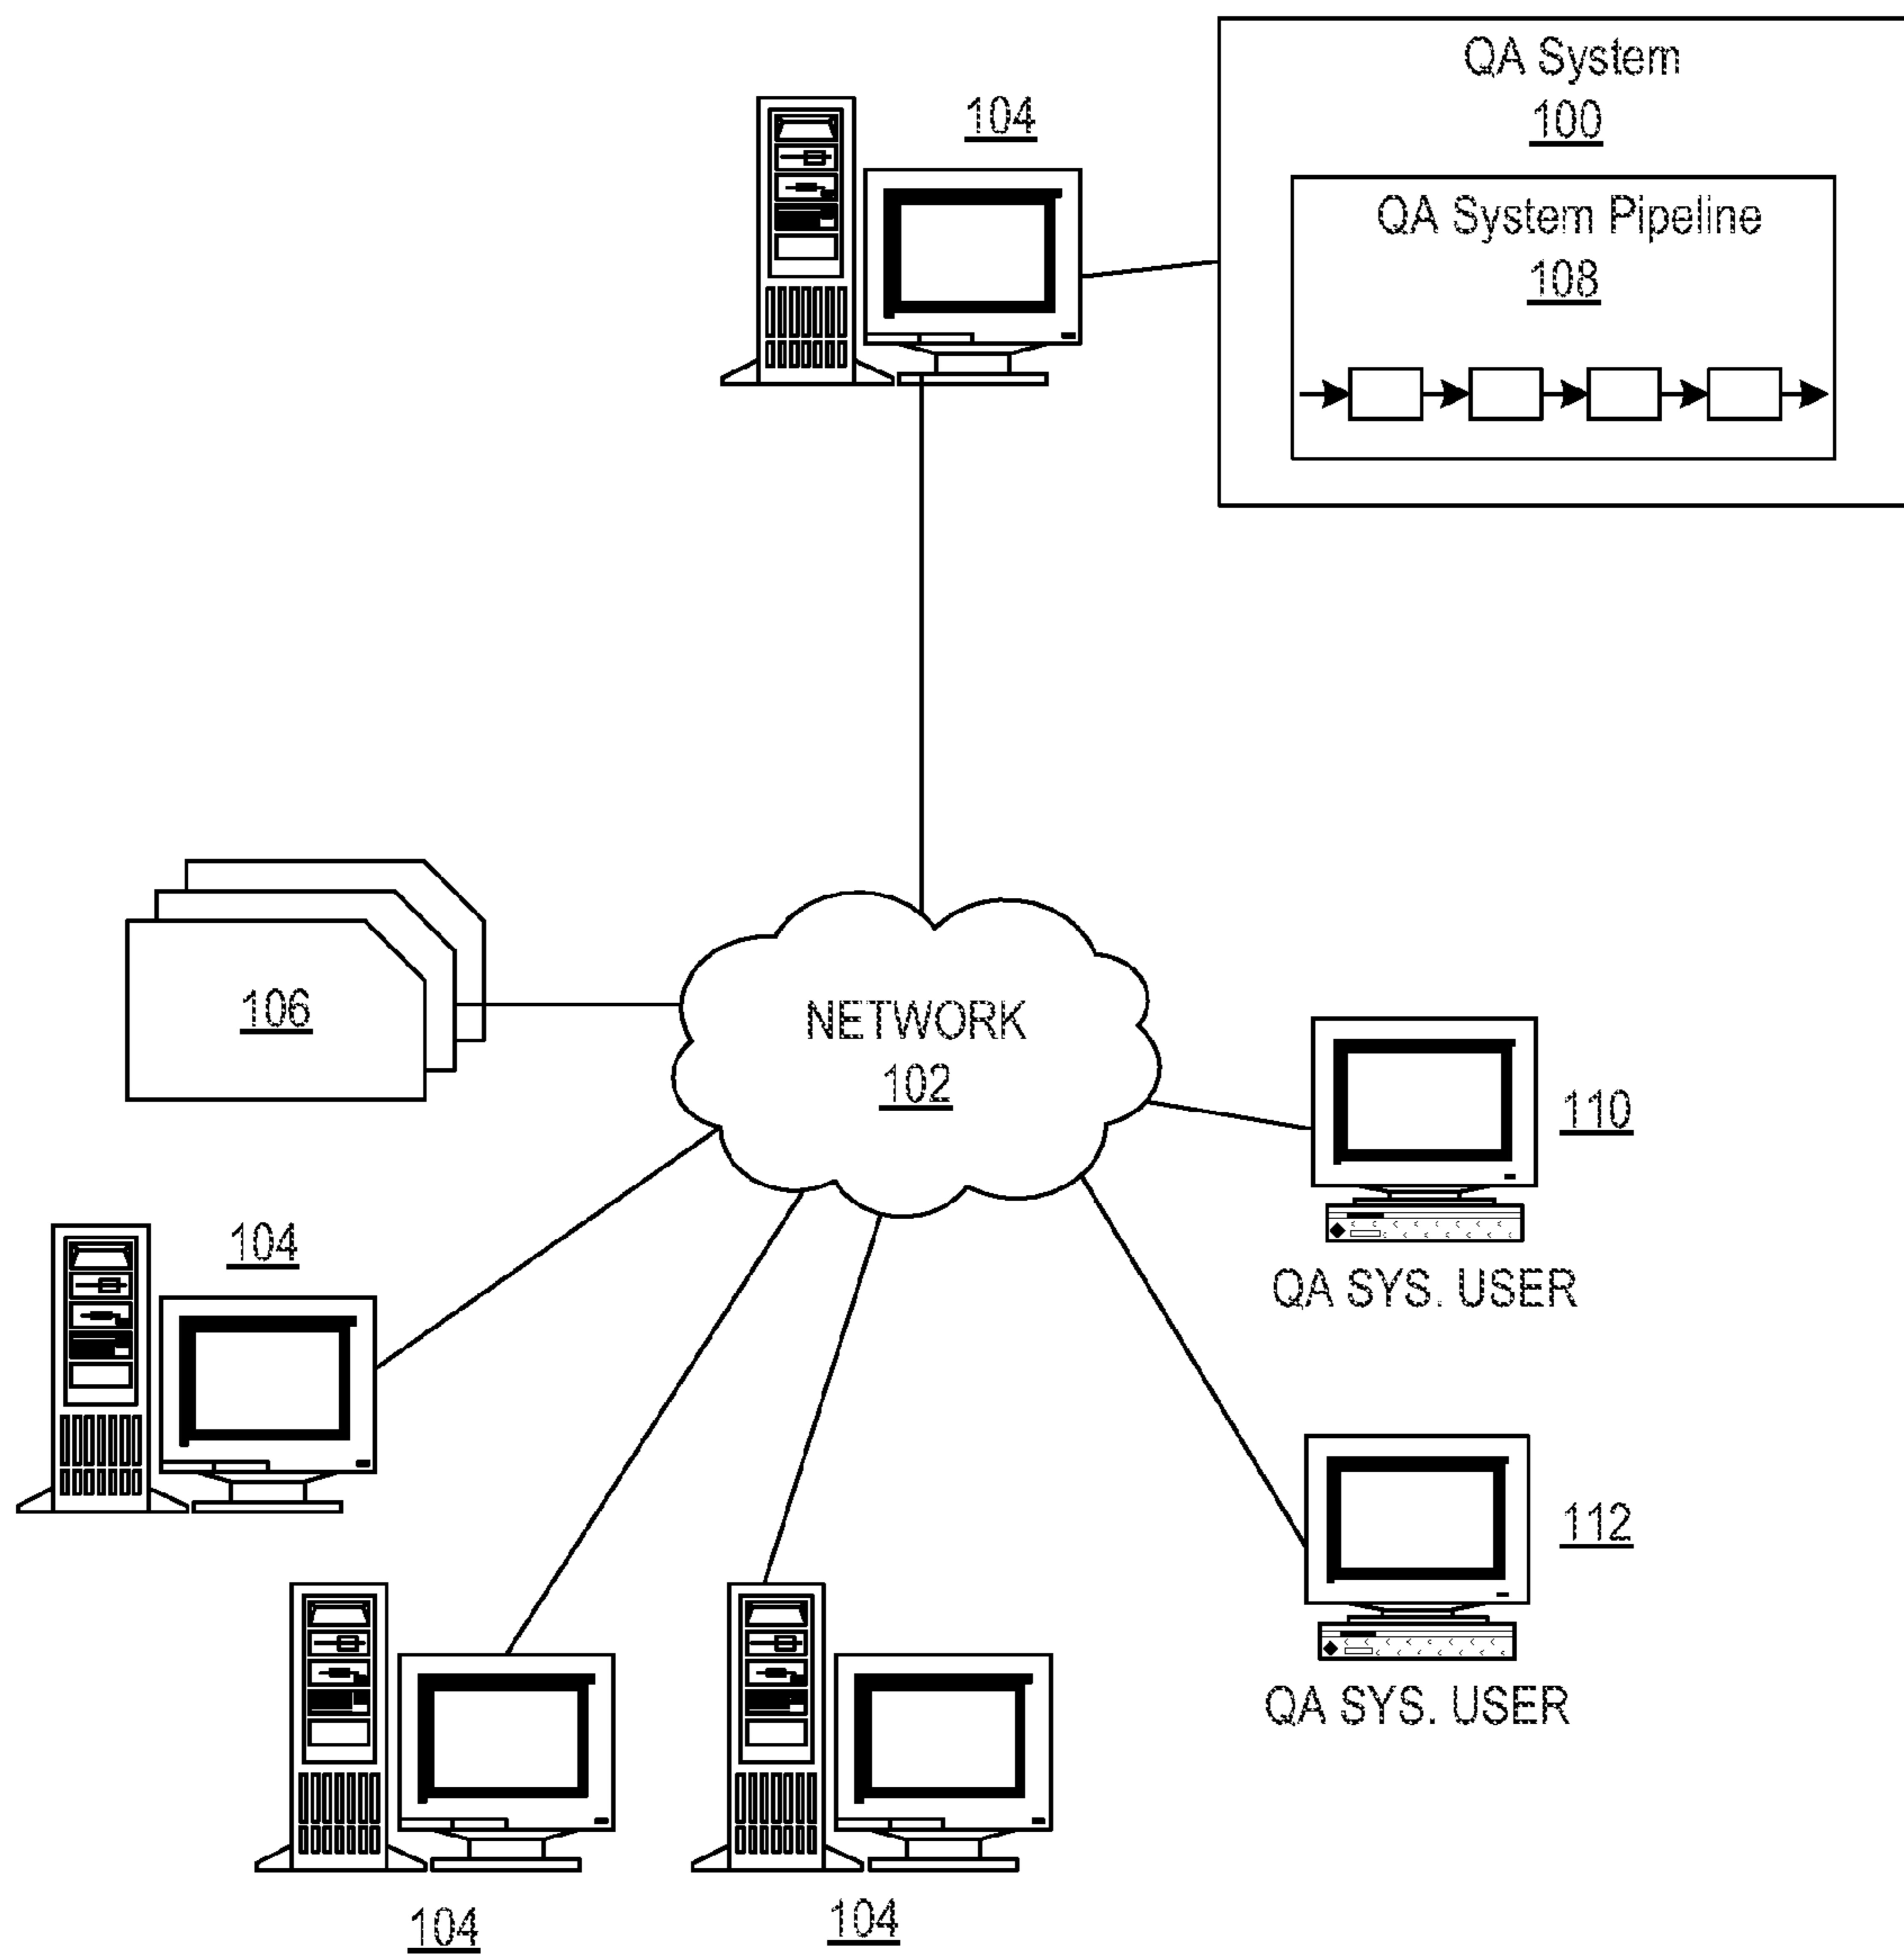 QA System
100
104
QA System Pipeline
108
106
NETWORK
102
110
QA SYS. USER
104
112
QA SYS. USER
104
104